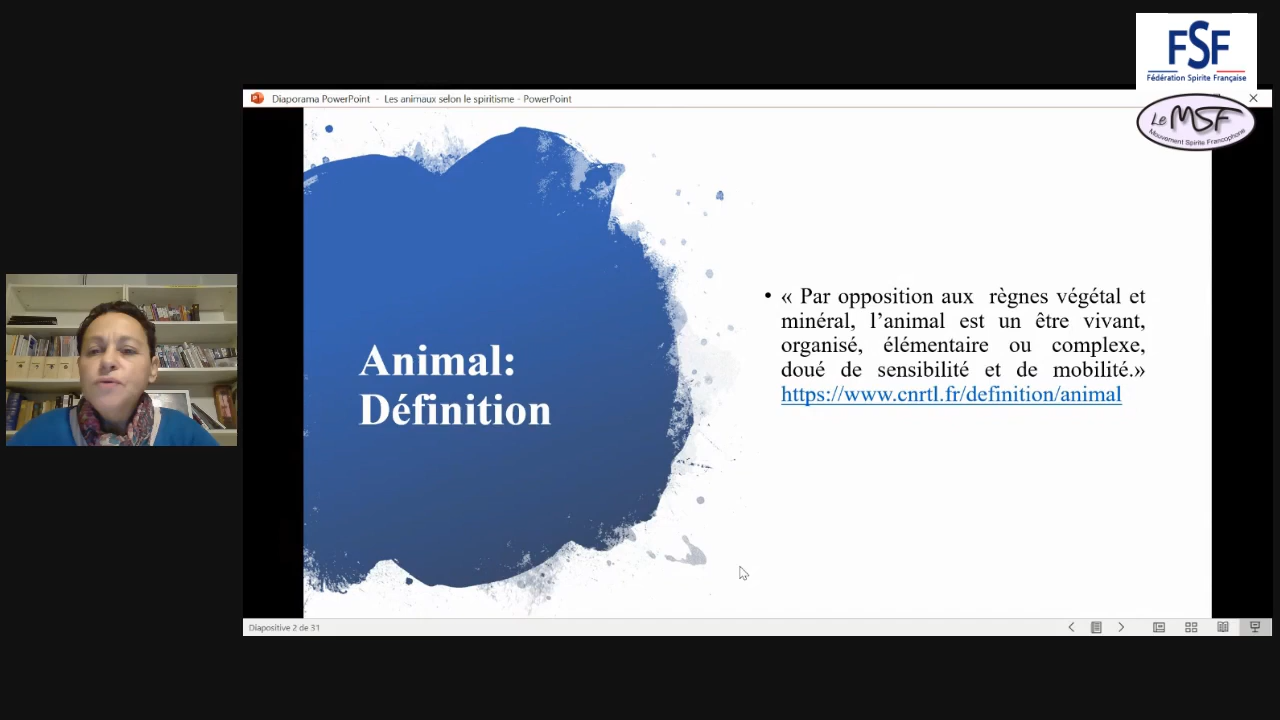 FSF
Fédération Spirite Française
Diaporama PowerPoint - Les animaux selon le spiritisme - PowerPoint
Le MSF
Mouvement Spirite Francophone
Animal:
Définition
• « Par opposition aux règnes végétal et
minéral, l’animal est un être vivant,
organisé, élémentaire ou complexe,
doué de sensibilité et de mobilité.»
https://www.cnrtl.fr/definition/animal
Diapositive 2 de 31